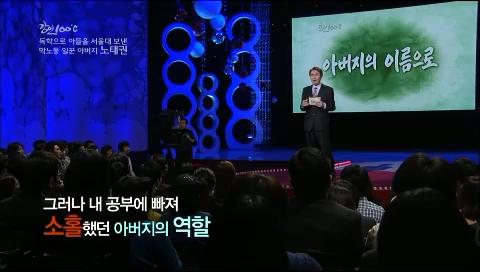 강연100℃
독학으로 아들을 서울대 보낸
막노동 일꾼 아버지 노태권
강연100℃
아버지의 이름으로
그러나 내 공부에 빠져
소홀했던 아버지의 역할